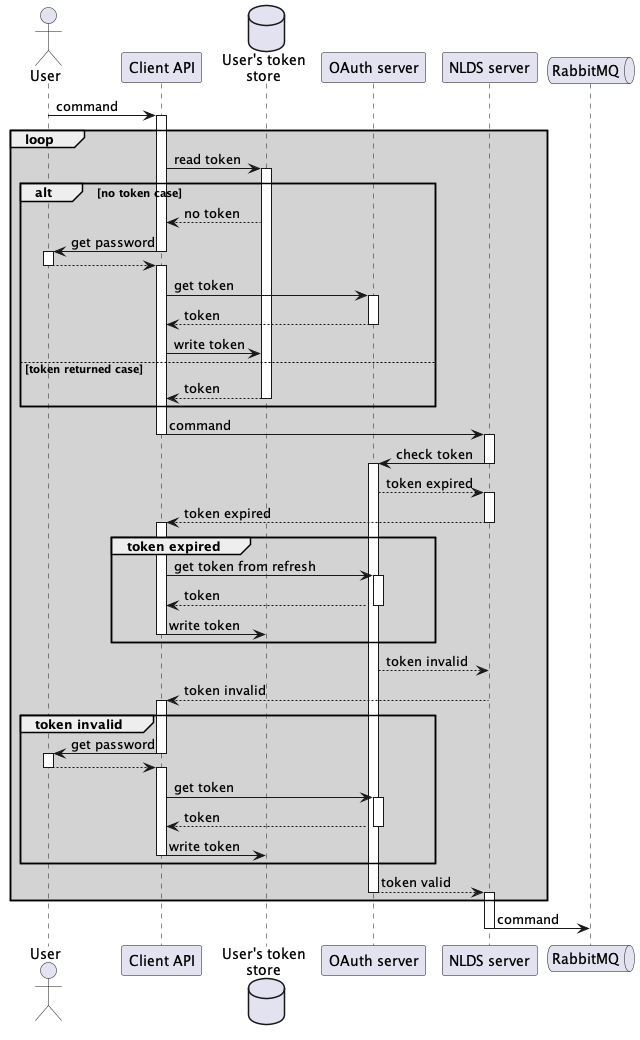 User
Client API
User's token
store
OAuth server
NLDS server
RabbitMQ
command
loop
read token
alt
[no token case]
no token
get password
get token
token
write token
[token returned case]
token
command
check token
token expired
token expired
token expired
get token from refresh
token
write token
token invalid
token invalid
token invalid
get password
get token
token
write token
token valid
command
User
Client API
User's token
store
OAuth server
NLDS server
RabbitMQ